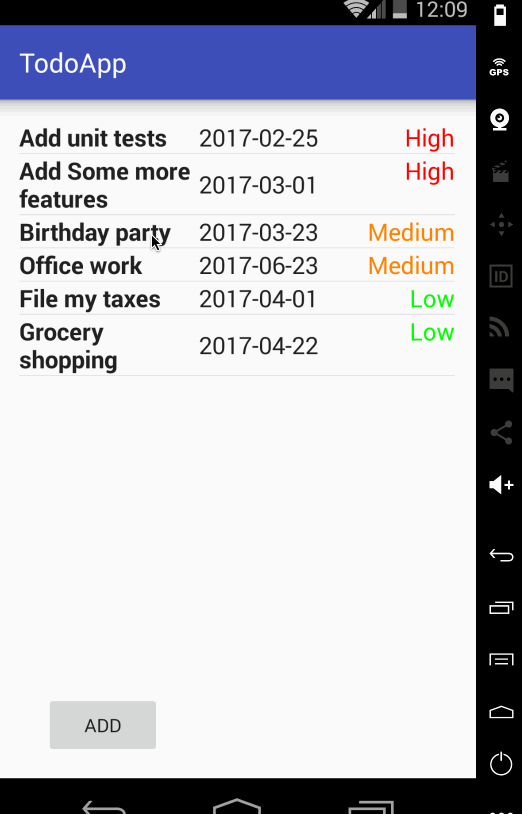 12:09
GPS
TodoApp
Add unit tests 2017-02-25 High
Add Some more
features 2017-03-01 High
Birthday party 2017-03-23 Medium
Office work 2017-06-23 Medium
ID
File my taxes 2017-04-01 Low
Grocery
shopping 2017-04-22 Low
ADD